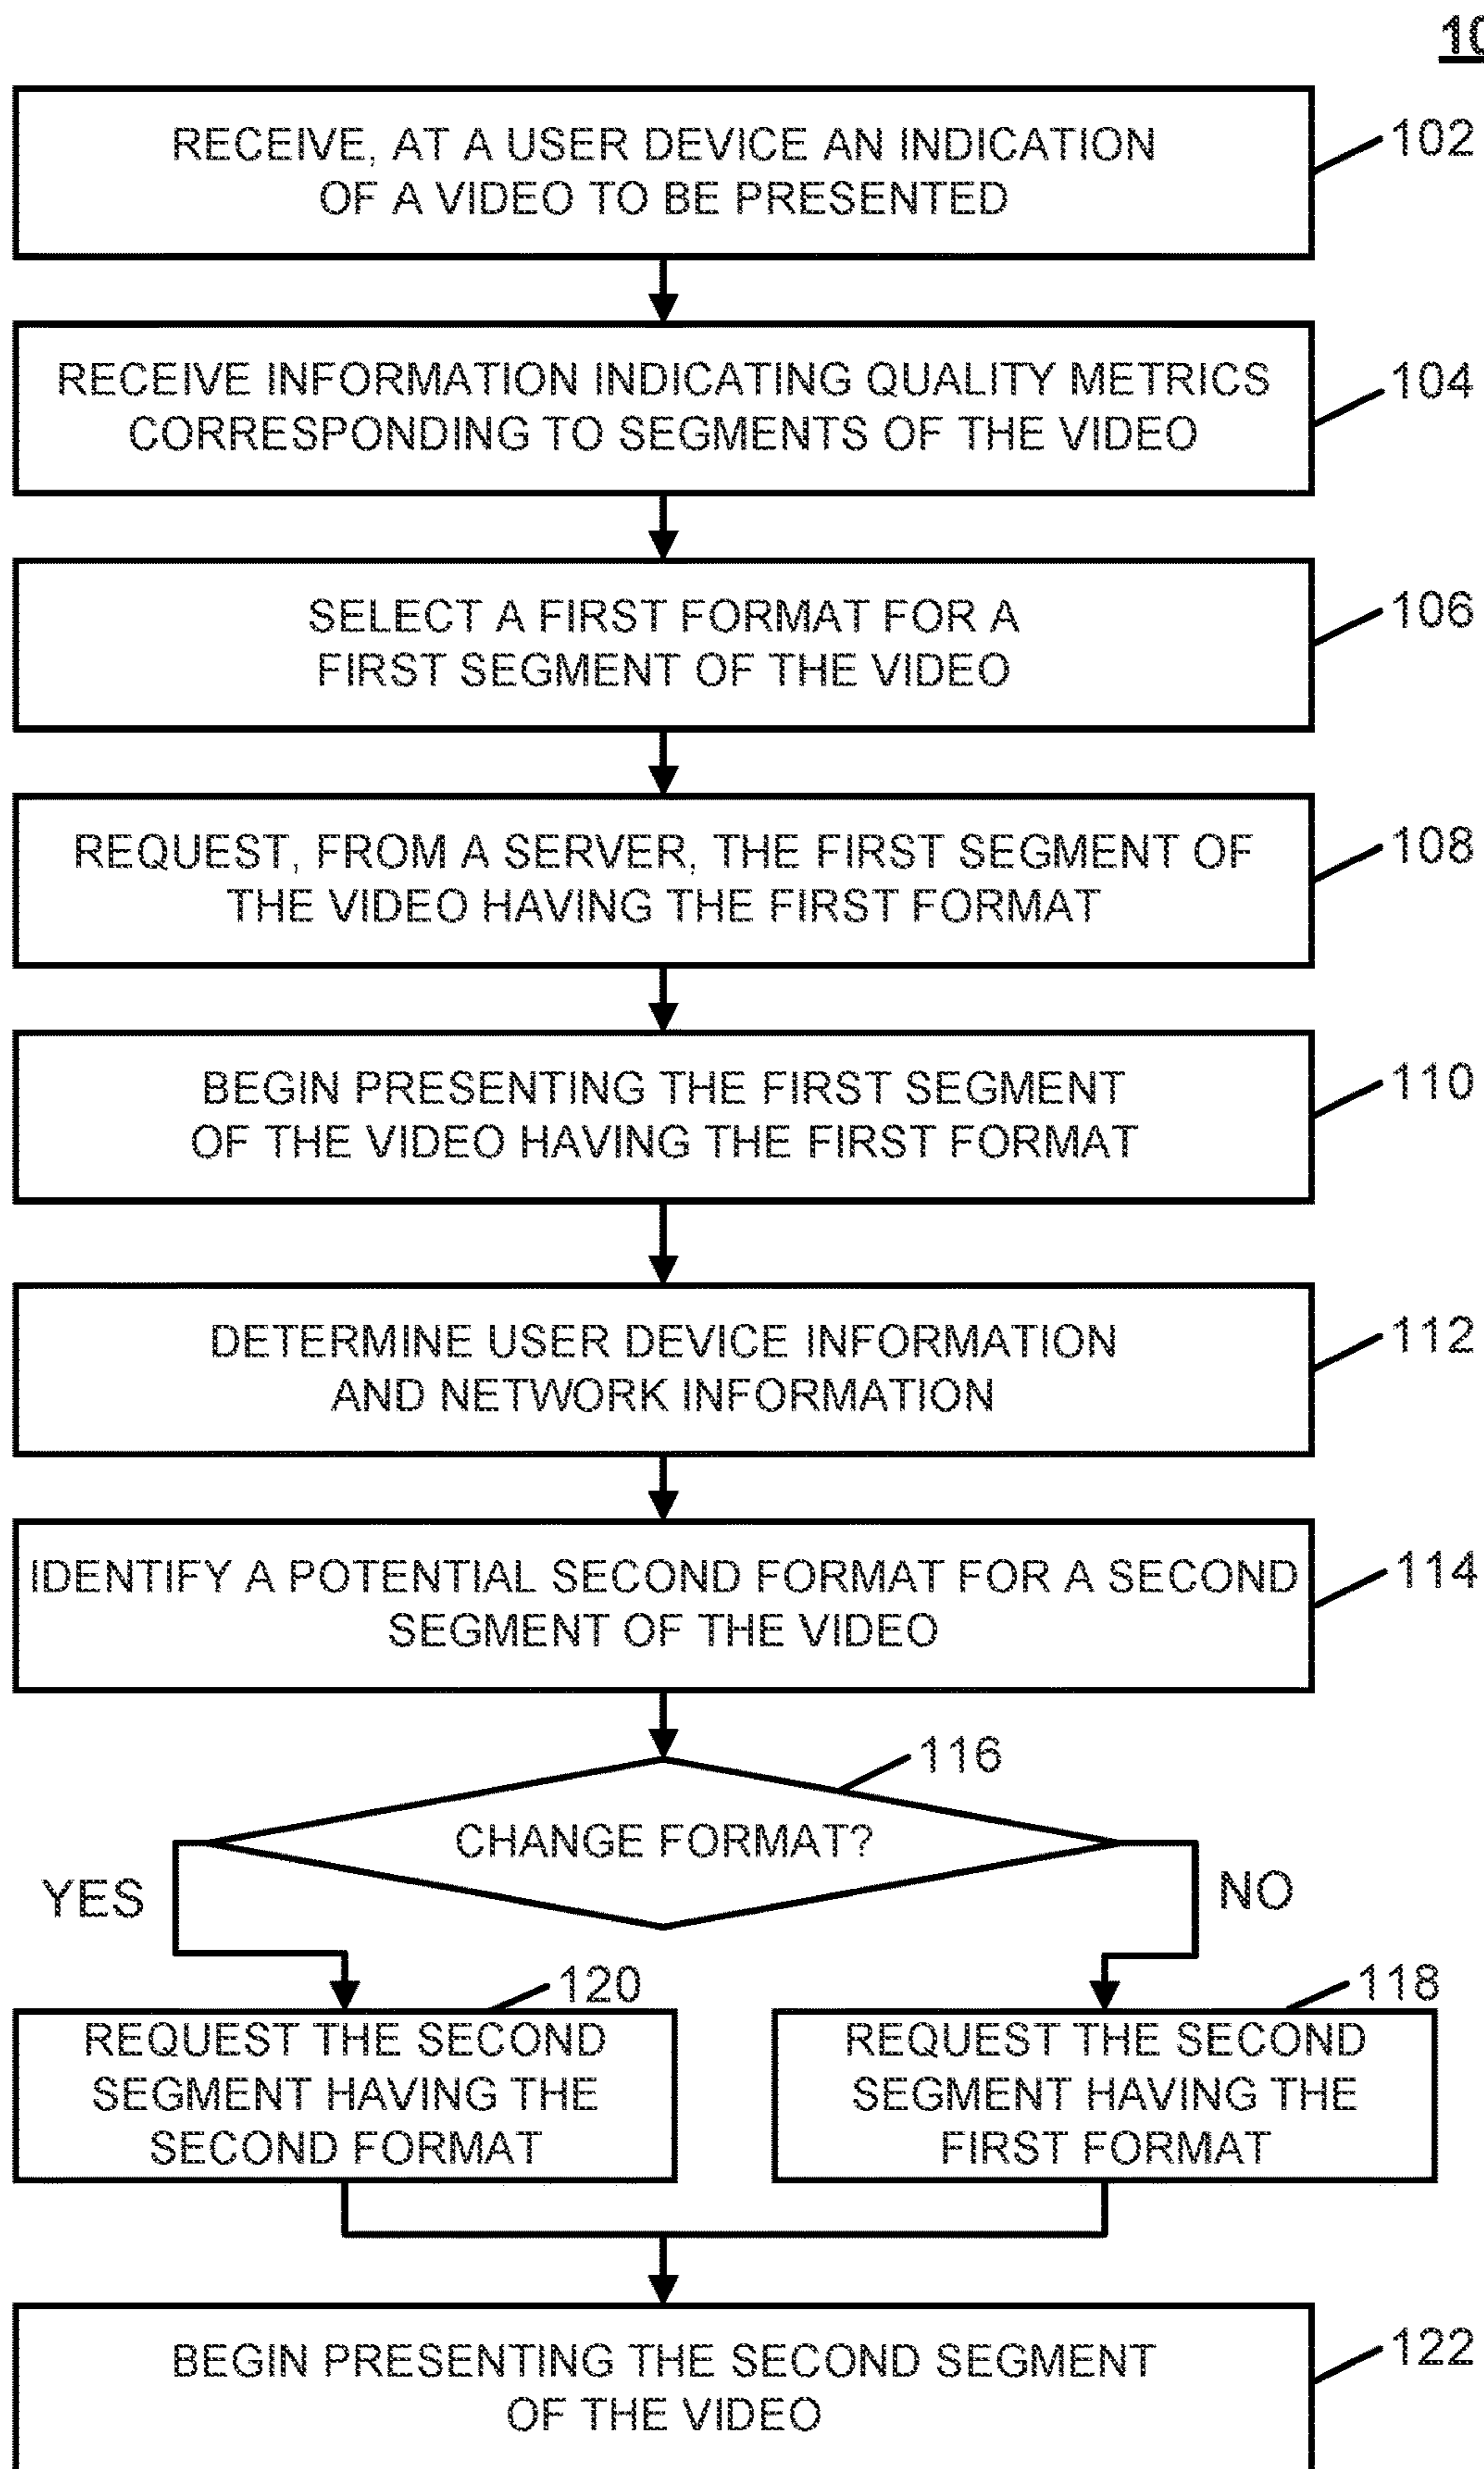 RECEIVE, AT A USER DEVICE AN INDICATION
OF A VIDEO TO BE PRESENTED
102
RECEIVE INFORMATION INDICATING QUALITY METRICS
CORRESPONDING TO SEGMENTS OF THE VIDEO
104
SELECT A FIRST FORMAT FOR A
FIRST SEGMENT OF THE VIDEO
106
REQUEST, FROM A SERVER, THE FIRST SEGMENT OF
THE VIDEO HAVING THE FIRST FORMAT
108
BEGIN PRESENTING THE FIRST SEGMENT
OF THE VIDEO HAVING THE FIRST FORMAT
110
DETERMINE USER DEVICE INFORMATION
AND NETWORK INFORMATION
112
IDENTIFY A POTENTIAL SECOND FORMAT FOR A SECOND
SEGMENT OF THE VIDEO
114
116
CHANGE FORMAT?
YES
NO
120
REQUEST THE SECOND
SEGMENT HAVING THE
SECOND FORMAT
118
REQUEST THE SECOND
SEGMENT HAVING THE
FIRST FORMAT
BEGIN PRESENTING THE SECOND SEGMENT
OF THE VIDEO
122